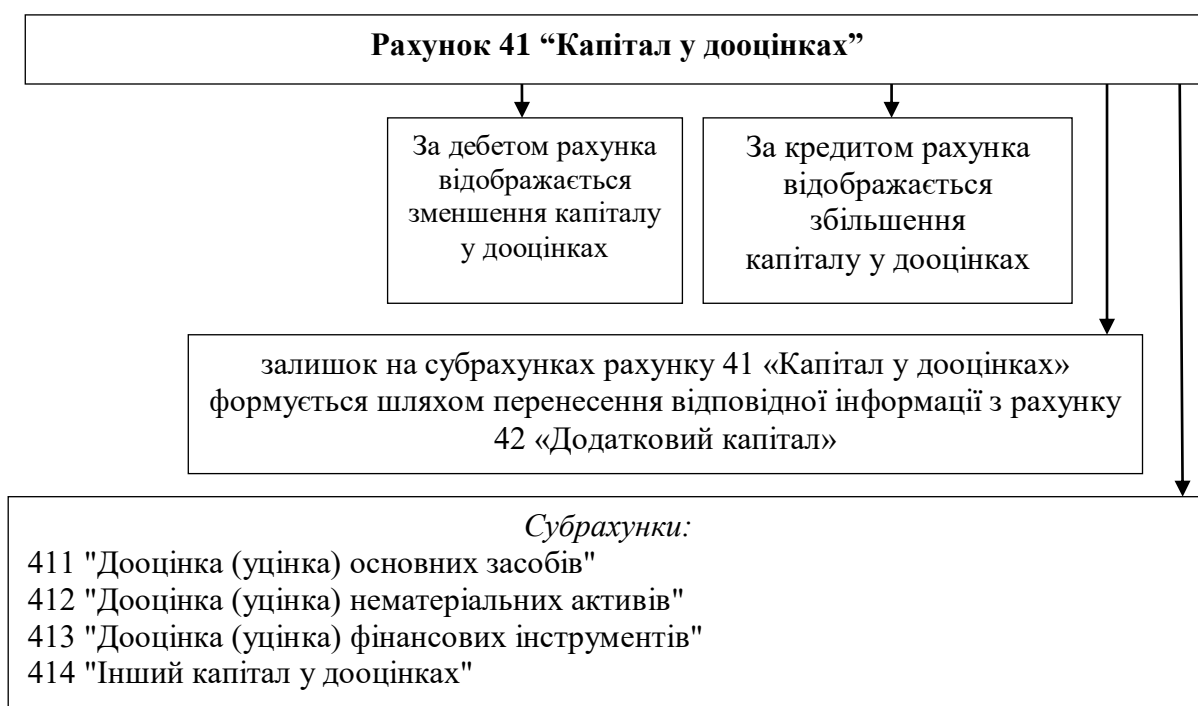 Рахунок 41 “Капітал у дооцінках”
За дебетом рахунка
відображається
зменшення капіталу
у дооцінках
За кредитом рахунка
відображається
збільшення
капіталу у дооцінках
залишок на субрахунках рахунку 41 «Капітал у дооцінках»
формується шляхом перенесення відповідної інформації з рахунку
42 «Додатковий капітал»
Субрахунки:
411 "Дооцінка (уцінка) основних засобів"
412 "Дооцінка (уцінка) нематеріальних активів"
413 "Дооцінка (уцінка) фінансових інструментів"
414 "Інший капітал у дооцінках"